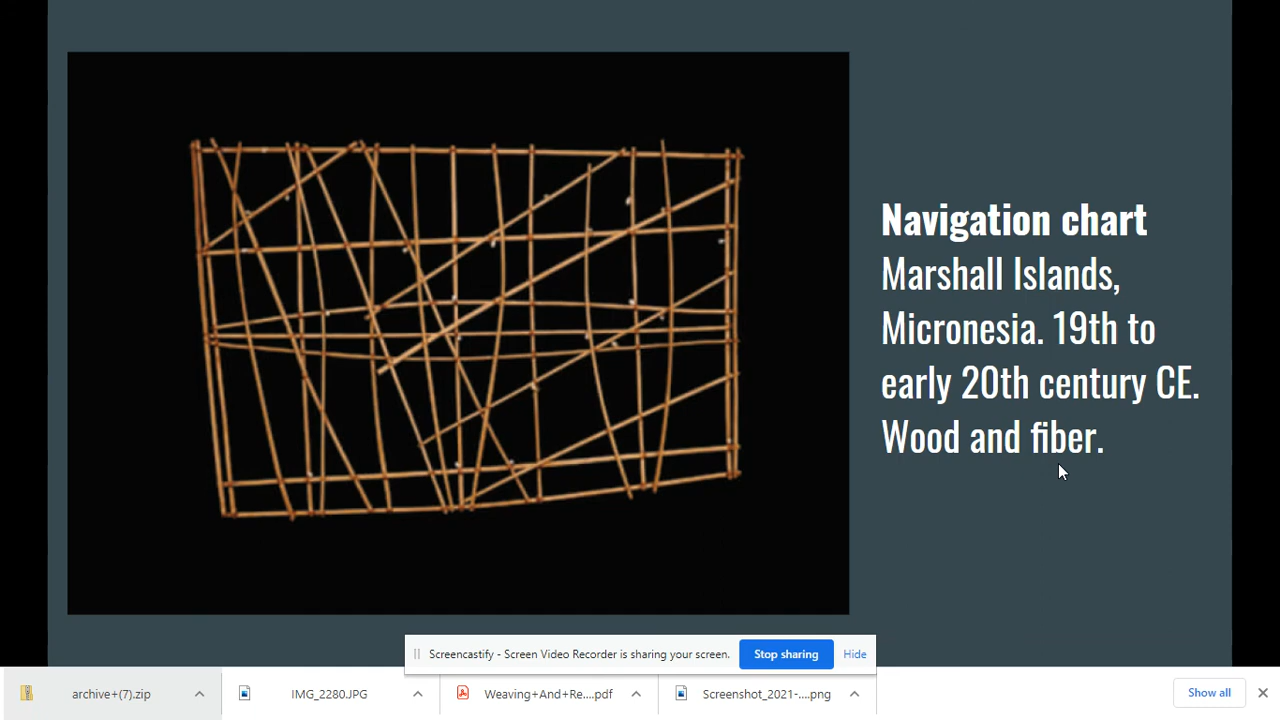 Navigation chart
Marshall Islands,
Micronesia. 19th to
early 20th century CE.
Wood and fiber.
Screencastify - Screen Video Recorder is sharing your screen. Stop sharing Hide
archive+(7).zip IMG_2280.JPG Weaving+And+Re....pdf Screenshot_2021-....png Show all